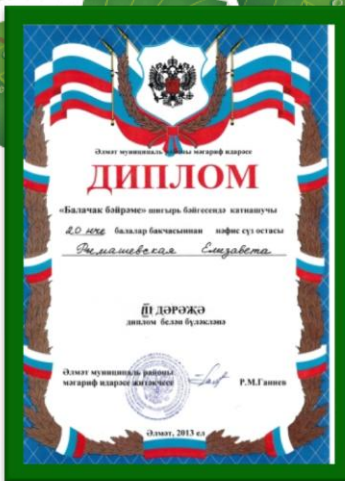 Әлмәт муниципаль районы мәгариф идарәсе
ДИПЛОМ
«Балачак бәйрәме» шигырь бәйгесендә катнашучы
20 нче балалар бакчасыннан нәфис сүз остасы
Рымашевская Елизавета
III ДӘРӘҖӘ
диплом белән бүләкләнә
Әлмәт муниципаль районы
мәгариф идарәсе җитәкчесе Р.М.Ганиев
Әлмәт, 2013 ел